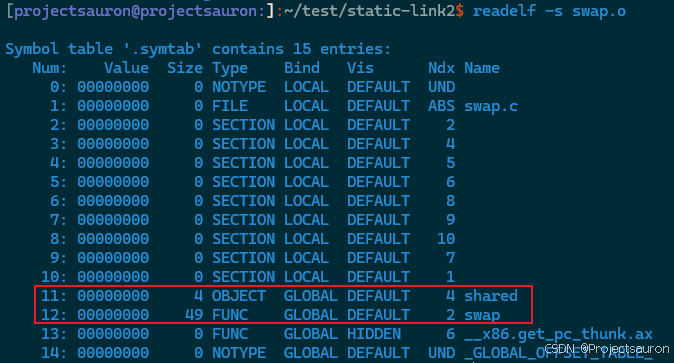 [projectsauron@projectsauron:]:~/test/static-link2$ readelf -s swap.o
Symbol table '.symtab' contains 15 entries:
Num: Value Size Type Bind Vis Ndx Name
0: 00000000 0 NOTYPE LOCAL DEFAULT UND
1: 00000000 0 FILE LOCAL DEFAULT ABS swap.c
2: 00000000 0 SECTION LOCAL DEFAULT 2
3: 00000000 0 SECTION LOCAL DEFAULT 4
4: 00000000 0 SECTION LOCAL DEFAULT 5
5: 00000000 0 SECTION LOCAL DEFAULT 6
6: 00000000 0 SECTION LOCAL DEFAULT 8
7: 00000000 0 SECTION LOCAL DEFAULT 9
8: 00000000 0 SECTION LOCAL DEFAULT 10
9: 00000000 0 SECTION LOCAL DEFAULT 7
10: 00000000 0 SECTION LOCAL DEFAULT 1
11: 00000000 4 OBJECT GLOBAL DEFAULT 4 shared
12: 00000000 49 FUNC GLOBAL DEFAULT 2 swap
13: 00000000 0 FUNC GLOBAL HIDDEN 6 __x86.get_pc_thunk.ax
14: 00000000 0 NOTYPE GLOBAL DEFAULT UND _GLOBAL_OFFSET_TABLE_
CSDN @Projectsauron